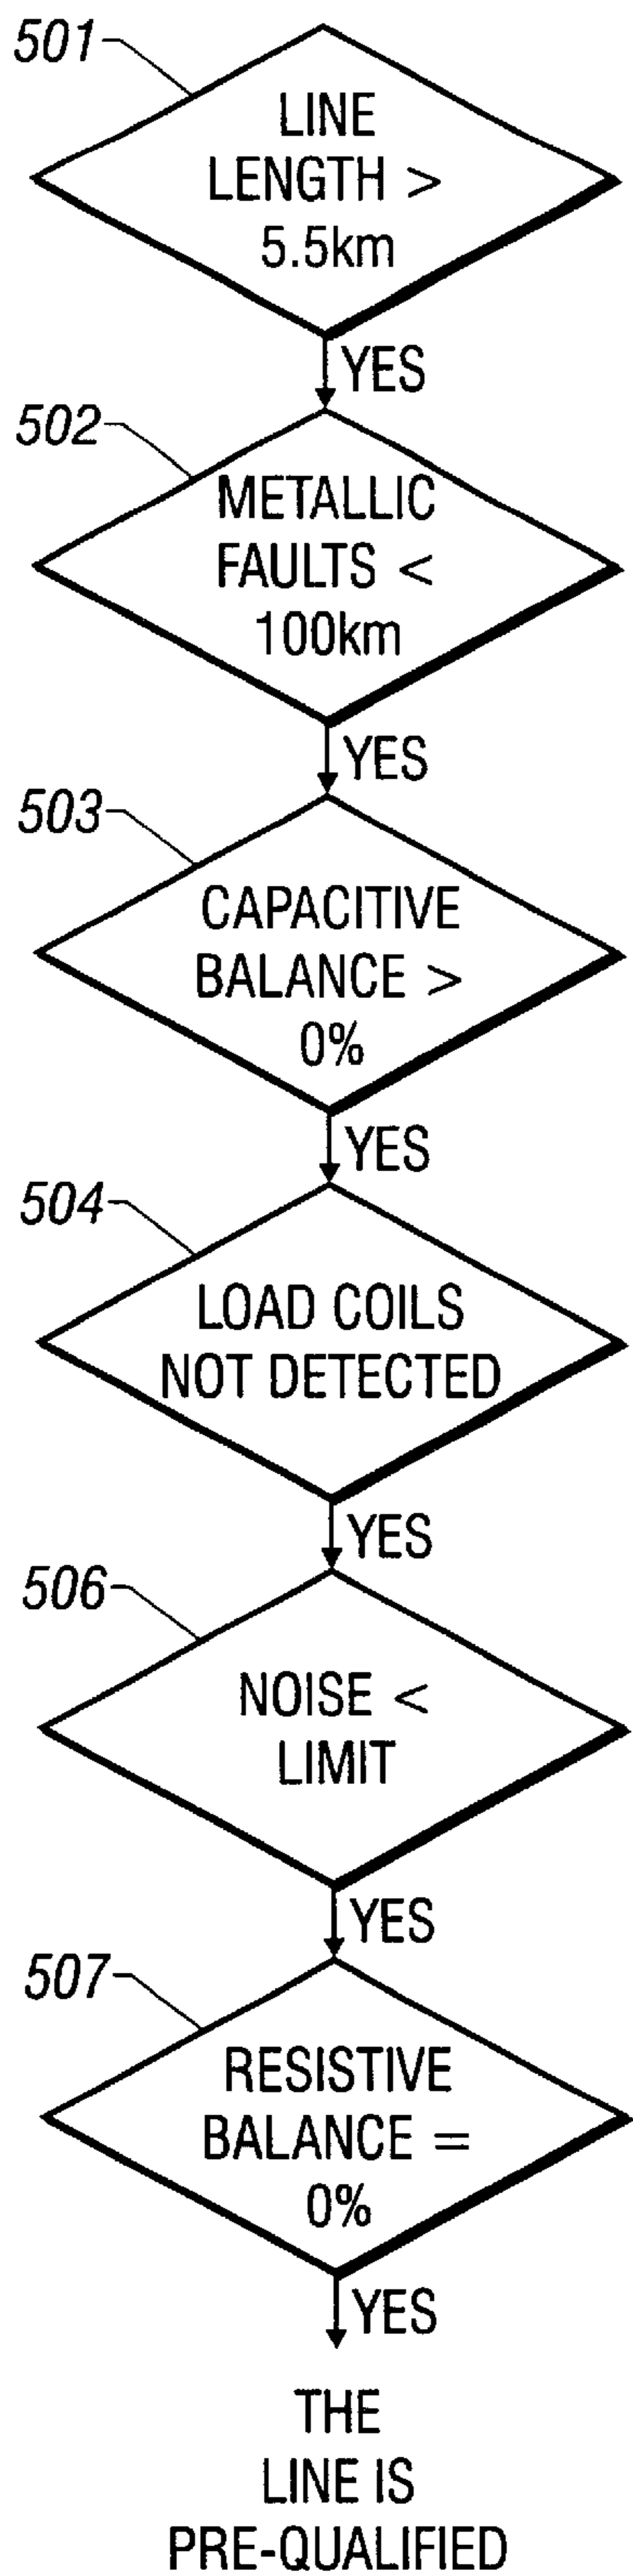 501
LINE
LENGTH >
5.5km
YES
502
METALLIC
FAULTS <
100km
YES
503
CAPACITIVE
BALANCE >
0%
YES
504
LOAD COILS
NOT DETECTED
YES
506
NOISE <
LIMIT
YES
507
RESISTIVE
BALANCE =
0%
YES
THE
LINE IS
PRE-QUALIFIED